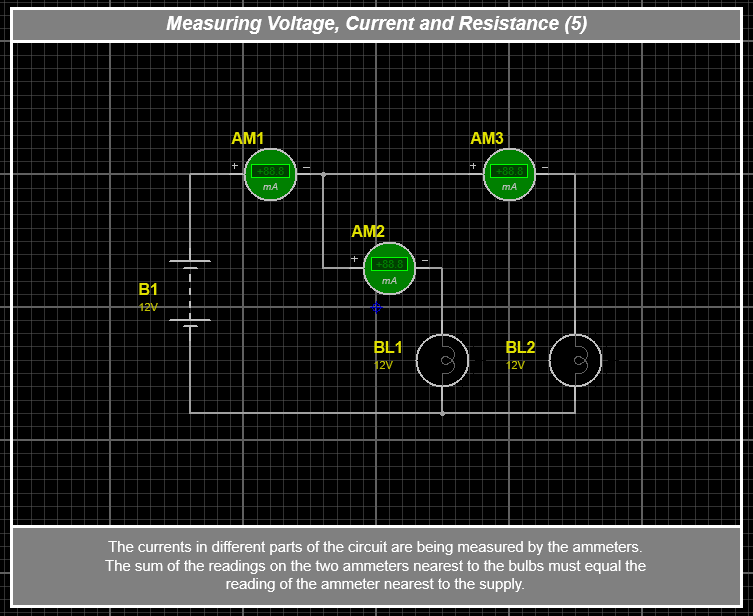 Measuring Voltage, Current and Resistance (5)
AM1
AM3
+ −
+88.8
mA
+ −
+88.8
mA
AM2
+ −
+88.8
mA
B1
12V
BL1
12V
BL2
12V
The currents in different parts of the circuit are being measured by the ammeters.
The sum of the readings on the two ammeters nearest to the bulbs must equal the
reading of the ammeter nearest to the supply.